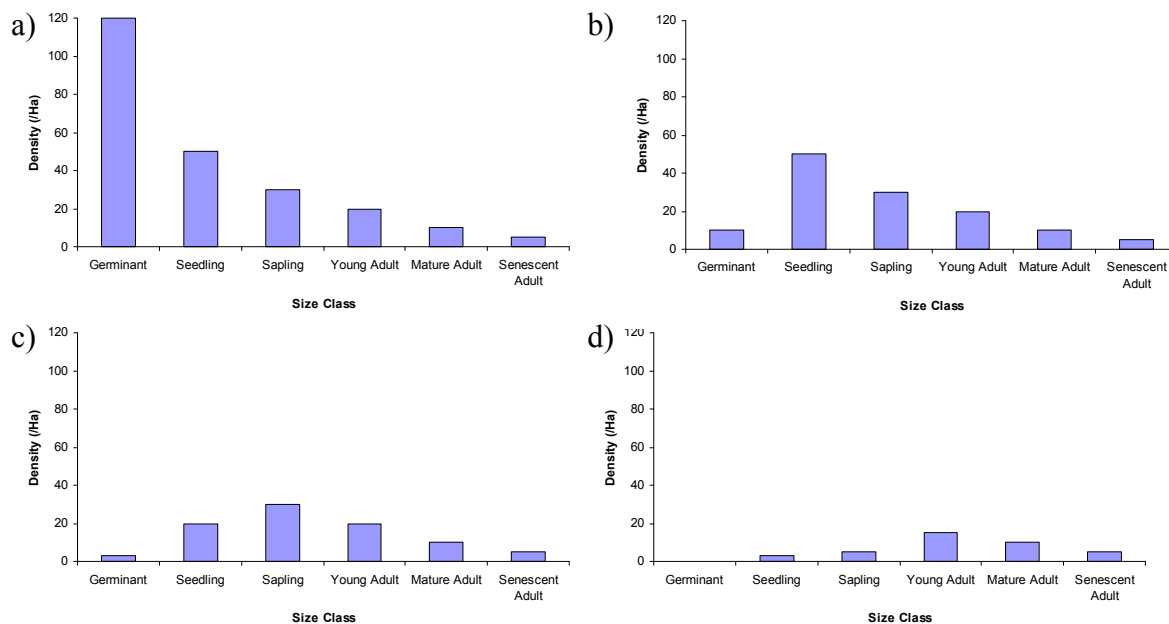 a)
120
100
80
60
40
20
0
Density (/Ha)
Germinant Seedling Sapling Young Adult Mature Adult Senescent
Adult
Size Class
b)
120
100
80
60
40
20
0
Density (/Ha)
Germinant Seedling Sapling Young Adult Mature Adult Senescent
Adult
Size Class
c)
120
100
80
60
40
20
0
Density (/Ha)
Germinant Seedling Sapling Young Adult Mature Adult Senescent
Adult
Size Class
d)
120
100
80
60
40
20
0
Density (/Ha)
Germinant Seedling Sapling Young Adult Mature Adult Senescent
Adult
Size Class